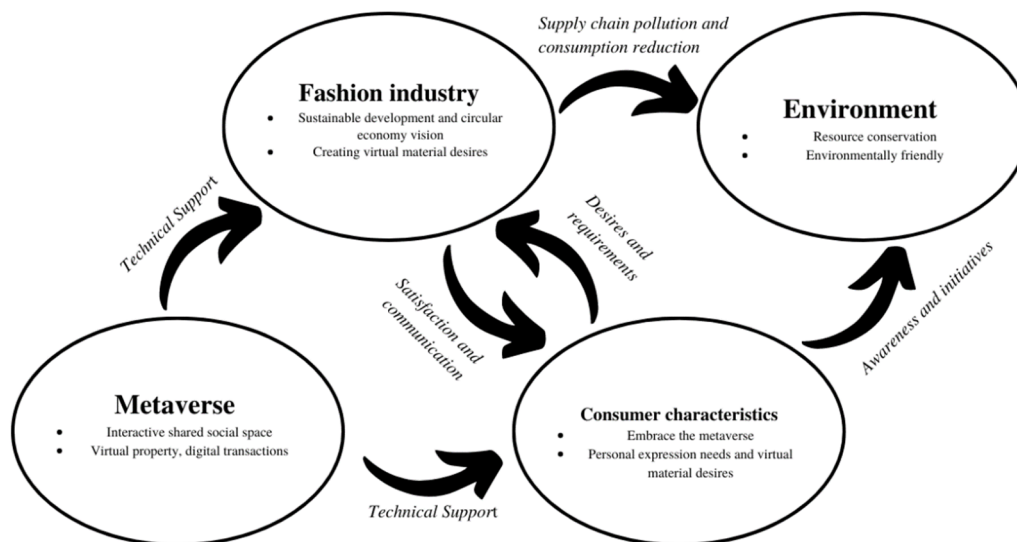 Supply chain pollution and
consumption reduction
Fashion industry
• Sustainable development and circular
economy vision
• Creating virtual material desires
Environment
• Resource conservation
• Environmentally friendly
Technical Support
Desires and
requirements
Satisfaction and
communication
Awareness and initiatives
Metaverse
• Interactive shared social space
• Virtual property, digital transactions
Consumer characteristics
• Embrace the metaverse
• Personal expression needs and virtual
material desires
Technical Support